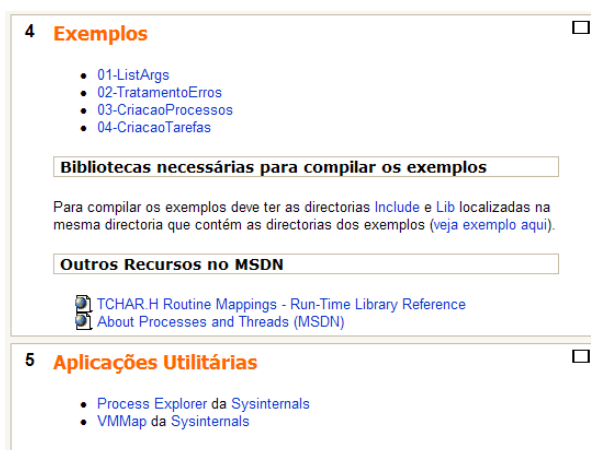 4 Exemplos
01-ListArgs
02-TratamentoErros
03-CriacaoProcessos
04-CriacaoTarefas
Bibliotecas necessárias para compilar os exemplos
Para compilar os exemplos deve ter as directorias Include e Lib localizadas na
mesma directoria que contém as directorias dos exemplos (veja exemplo aqui).
Outros Recursos no MSDN
TCHAR.H Routine Mappings - Run-Time Library Reference
About Processes and Threads (MSDN)
5 Aplicações Utilitárias
Process Explorer da Sysinternals
VMMap da Sysinternals